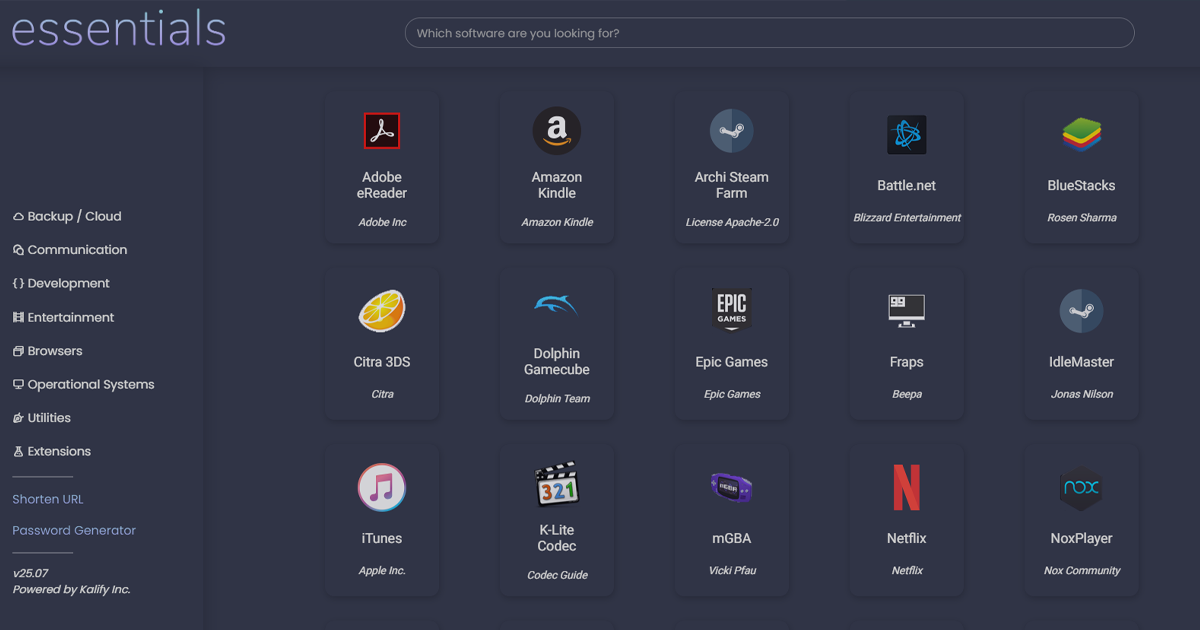 essentials
Which software are you looking for?
Backup / Cloud
Communication
{ } Development
Entertainment
Browsers
Operational Systems
Utilities
Extensions
Shorten URL
Password Generator
v25.07
Powered by Kalify Inc.
Adobe
eReader
Adobe Inc
a
Amazon
Kindle
Amazon Kindle
Archi Steam
Farm
License Apache-2.0
Battle.net
Blizzard Entertainment
BlueStacks
Rosen Sharma
Citra 3DS
Citra
Dolphin
Gamecube
Dolphin Team
EPIC
GAMES
Epic Games
Epic Games
99
Fraps
Beepa
IdleMaster
Jonas Nilson
iTunes
Apple Inc.
321
K-Lite
Codec
Codec Guide
mGBA
mGBA
Vicki Pfau
N
Netflix
Netflix
nox
NoxPlayer
Nox Community